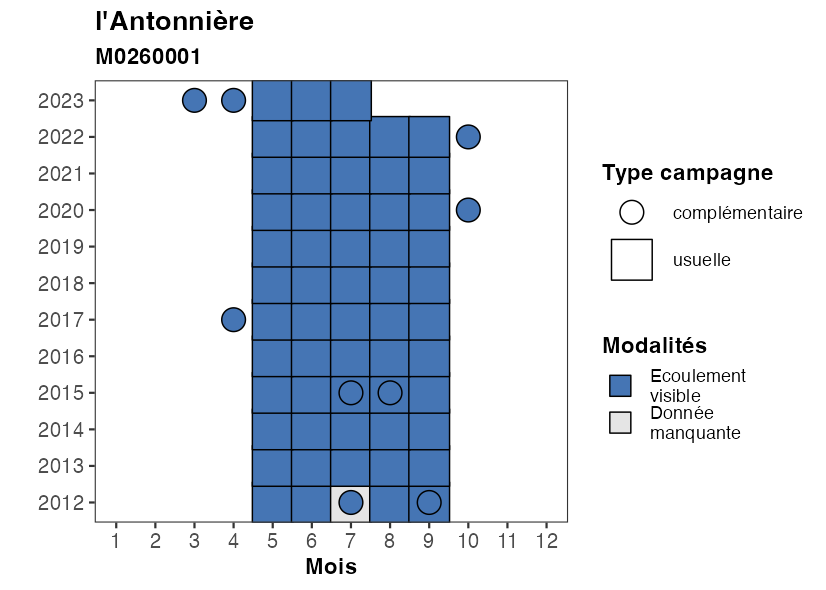 l'Antonnière
M0260001
2023
2022
2021
2020
2019
2018
2017
2016
2015
2014
2013
2012
1 2 3 4 5 6 7 8 9 10 11 12
Mois
Type campagne
complémentaire
usuelle
Modalités
Ecoulement
visible
Donnée
manquante